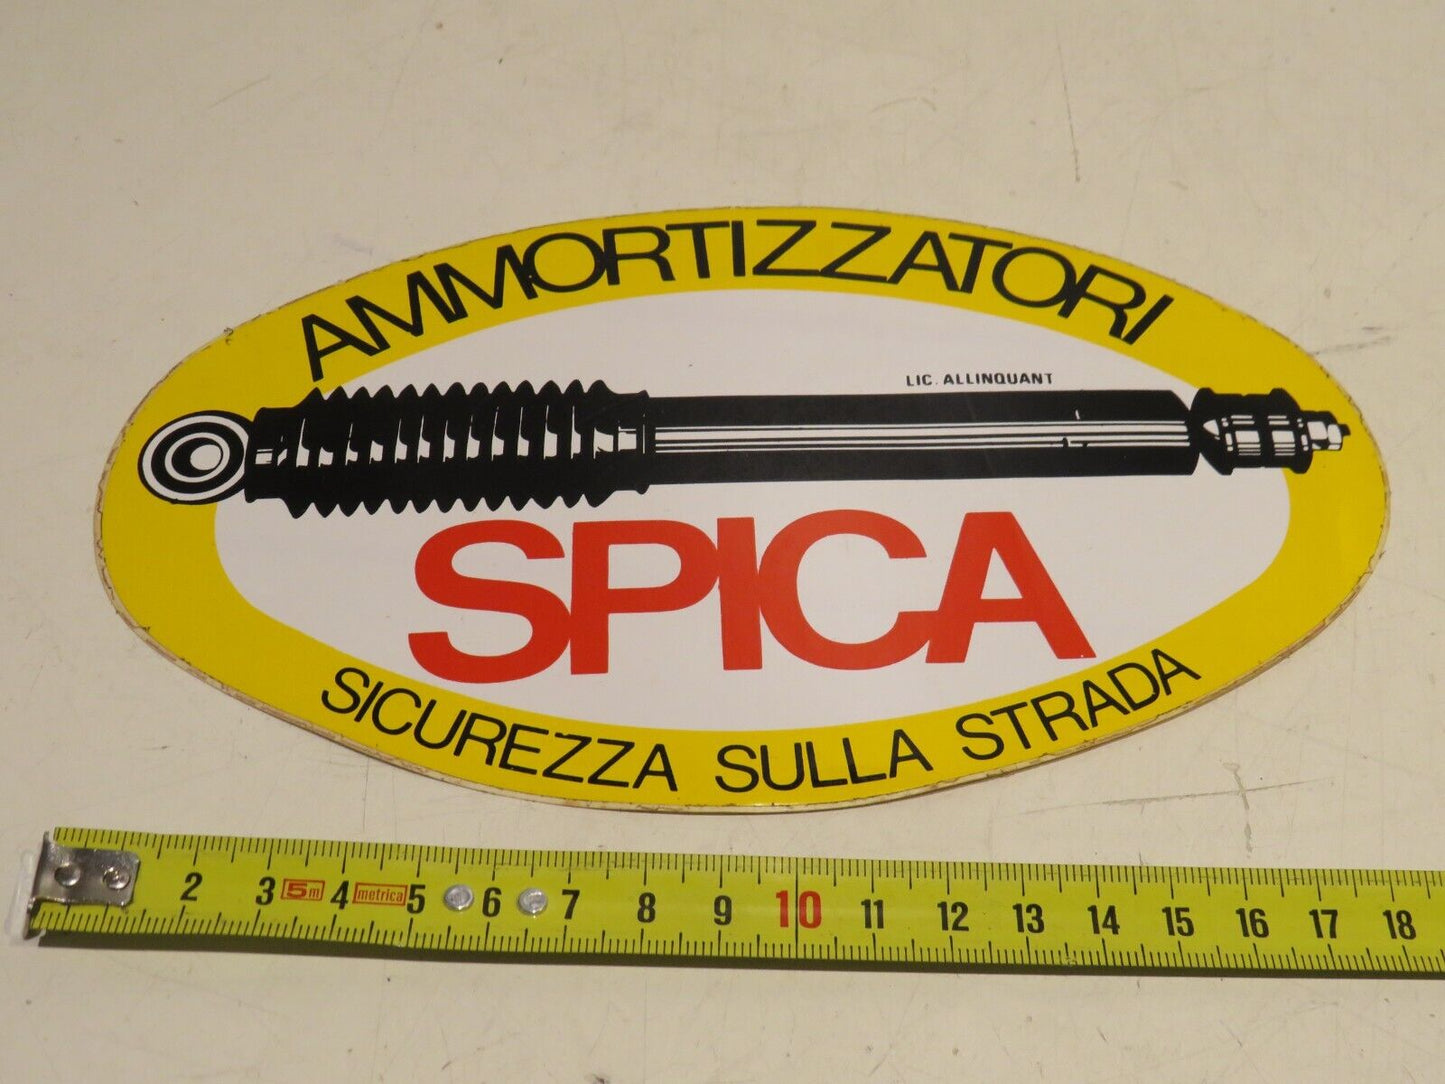 AMMORTIZZATORI
LIC. ALLINQUANT
SPICA
SICUREZZA SULLA STRADA
2 3 5m 4 metrica 5 6 7 8 9 10 11 12 13 14 15 16 17 18